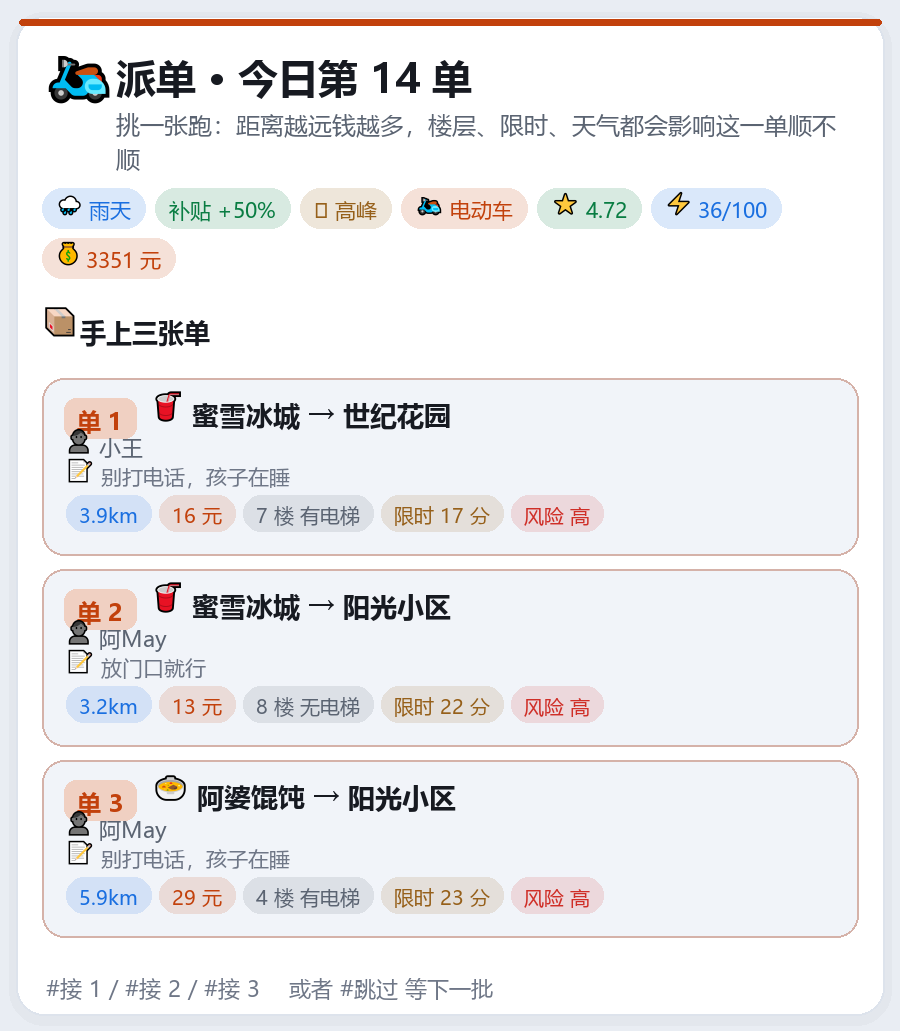 派单 • 今日第 14 单
挑一张跑：距离越远钱越多，楼层、限时、天气都会影响这一单顺不
顺
雨天 补贴 +50% 高峰 电动车 4.72 36/100
3351 元
手上三张单
单 1 蜜雪冰城 → 世纪花园
小王
别打电话，孩子在睡
3.9km 16 元 7 楼 有电梯 限时 17 分 风险 高
单 2 蜜雪冰城 → 阳光小区
阿May
放门口就行
3.2km 13 元 8 楼 无电梯 限时 22 分 风险 高
单 3 阿婆馄饨 → 阳光小区
阿May
别打电话，孩子在睡
5.9km 29 元 4 楼 有电梯 限时 23 分 风险 高
#接 1 / #接 2 / #接 3 或者 #跳过 等下一批